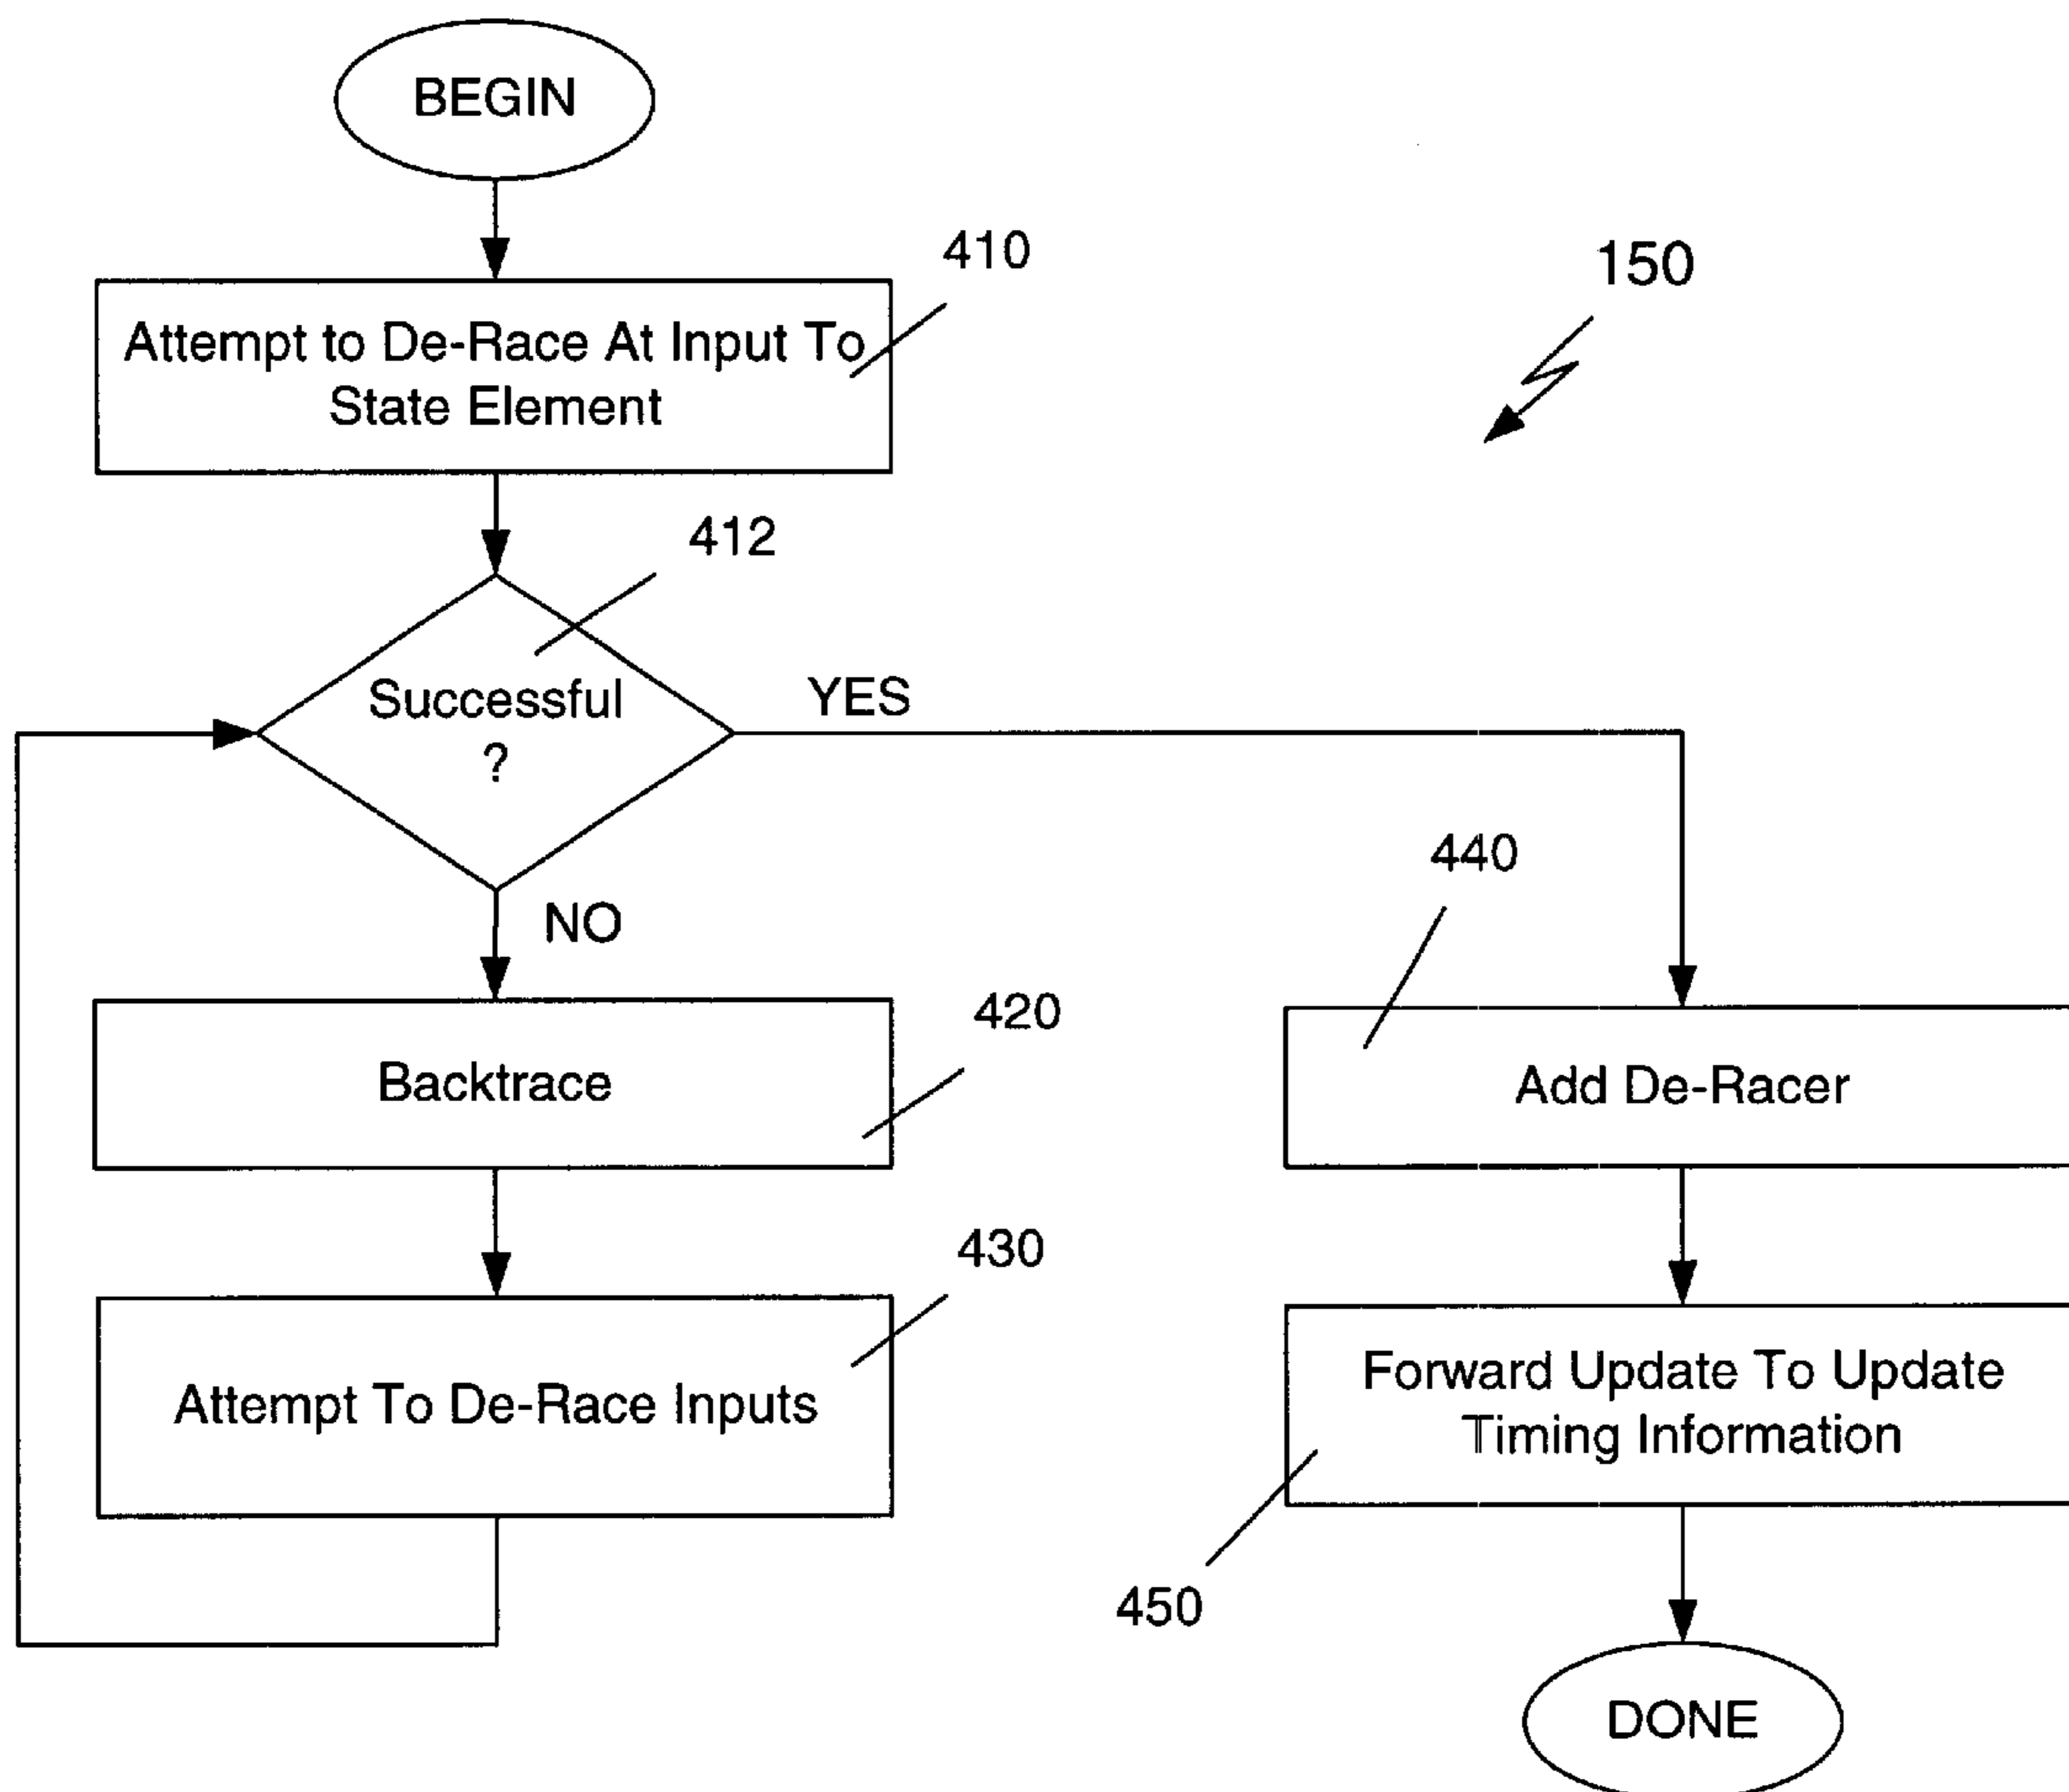 BEGIN
410
150
Attempt to De-Race At Input To
State Element
412
Successful
?
YES
NO
440
420
Backtrace
Add De-Racer
430
Attempt To De-Race Inputs
Forward Update To Update
Timing Information
450
DONE